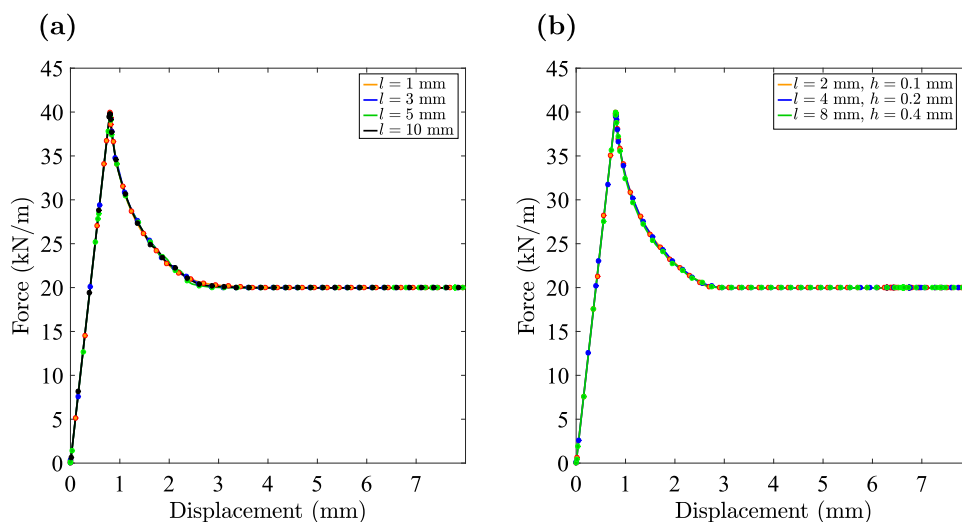 (a)
45
40
35
30
25
20
15
10
5
0
Force (kN/m)
0 1 2 3 4 5 6 7
Displacement (mm)
l = 1 mm
l = 3 mm
l = 5 mm
l = 10 mm
(b)
45
40
35
30
25
20
15
10
5
0
Force (kN/m)
0 1 2 3 4 5 6 7
Displacement (mm)
l = 2 mm, h = 0.1 mm
l = 4 mm, h = 0.2 mm
l = 8 mm, h = 0.4 mm